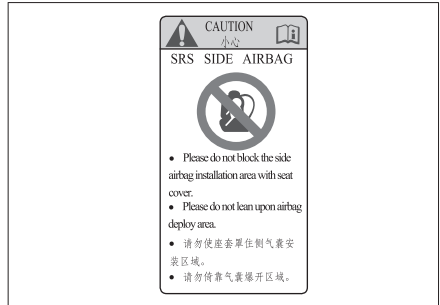 CAUTION
小心
SRS SIDE AIRBAG
• Please do not block the side
airbag installation area with seat
cover.
• Please do not lean upon airbag
deploy area.
• 请勿使座套罩住侧气囊安
装区域。
• 请勿倚靠气囊爆开区域。